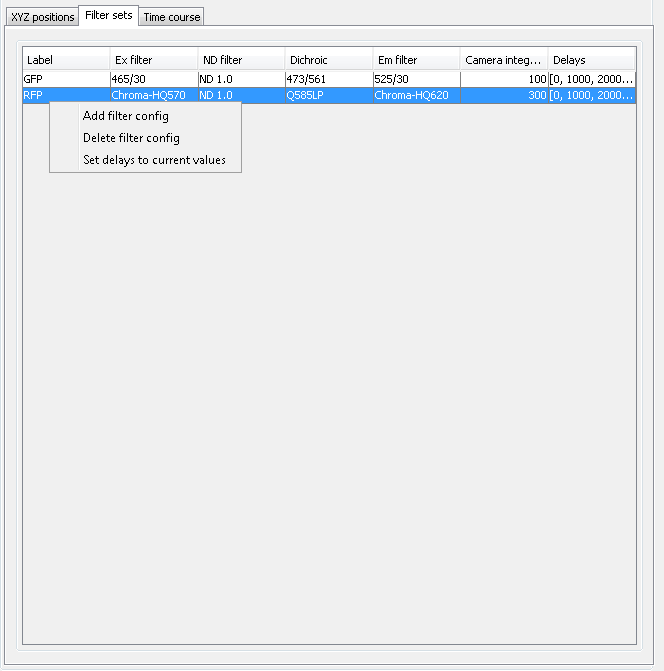 XYZ positions Filter sets Time course
Label Ex filter ND filter Dichroic Em filter Camera integ... Delays
GFP 465/30 ND 1.0 473/561 525/30 100 [0, 1000, 2000...
RFP Chroma-HQ570 ND 1.0 Q585LP Chroma-HQ620 300 [0, 1000, 2000...
Add filter config
Delete filter config
Set delays to current values